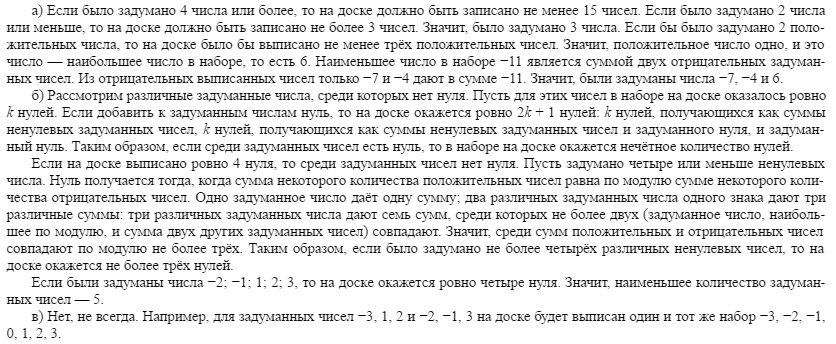 а) Если было задумано 4 числа или более, то на доске должно быть записано не менее 15 чисел. Если было задумано 2 числа
или меньше, то на доске должно быть записано не более 3 чисел. Значит, было задумано 3 числа. Если бы было задумано 2 поло-
жительных числа, то на доске было бы выписано не менее трёх положительных чисел. Значит, положительное число одно, и это
число — наибольшее число в наборе, то есть 6. Наименьшее число в наборе −11 является суммой двух отрицательных задуман-
ных чисел. Из отрицательных выписанных чисел только −7 и −4 дают в сумме −11. Значит, были задуманы числа −7, −4 и 6.
б) Рассмотрим различные задуманные числа, среди которых нет нуля. Пусть для этих чисел в наборе на доске оказалось ровно
k нулей. Если добавить к задуманным числам нуль, то на доске окажется ровно 2k + 1 нулей: k нулей, получающихся как суммы
ненулевых задуманных чисел, k нулей, получающихся как суммы ненулевых задуманных чисел и задуманного нуля, и задуман-
ный нуль. Таким образом, если среди задуманных чисел есть нуль, то в наборе на доске окажется нечётное количество нулей.
Если на доске выписано ровно 4 нуля, то среди задуманных чисел нет нуля. Пусть задумано четыре или меньше ненулевых
числа. Нуль получается тогда, когда сумма некоторого количества положительных чисел равна по модулю сумме некоторого коли-
чества отрицательных чисел. Одно задуманное число даёт одну сумму; два различных задуманных числа одного знака дают три
различные суммы: три различных задуманных числа дают семь сумм, среди которых не более двух (задуманное число, наиболь-
шее по модулю, и сумма двух других задуманных чисел) совпадают. Значит, среди сумм положительных и отрицательных чисел
совпадают по модулю не более трёх. Таким образом, если было задумано не более четырёх различных ненулевых чисел, то на
доске окажется не более трёх нулей.
Если были задуманы числа −2; −1; 1; 2; 3, то на доске окажется ровно четыре нуля. Значит, наименьшее количество задуман-
ных чисел — 5.
в) Нет, не всегда. Например, для задуманных чисел −3, 1, 2 и −2, −1, 3 на доске будет выписан один и тот же набор −3, −2, −1,
0, 1, 2, 3.